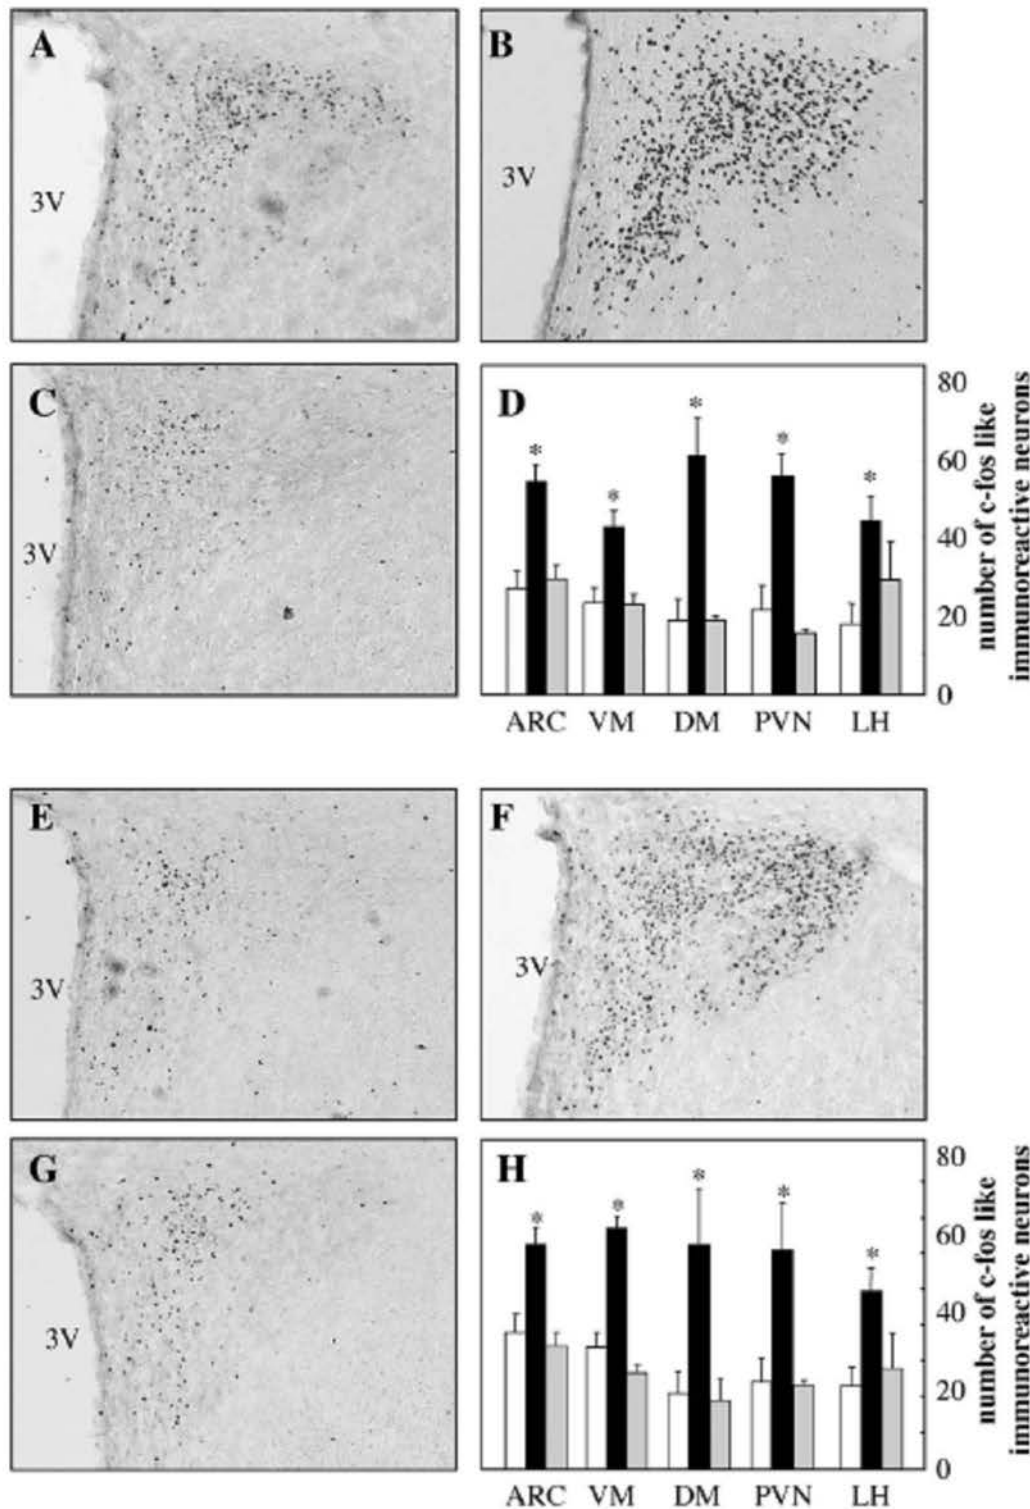 A
3V
B
3V
C
3V
D
80
60
40
20
0
number of c-fos like
immunoreactive neurons
* * * * *
ARC VM DM PVN LH
E
3V
F
3V
G
3V
H
80
60
40
20
0
number of c-fos like
immunoreactive neurons
* * * * *
ARC VM DM PVN LH